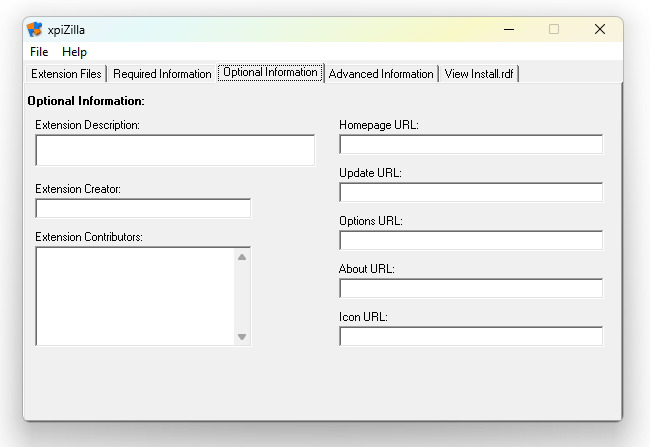 xpiZilla
File Help
Extension Files Required Information Optional Information Advanced Information View Install.rdf
Optional Information:
Extension Description:
Extension Creator:
Extension Contributors:
Homepage URL:
Update URL:
Options URL:
About URL:
Icon URL: